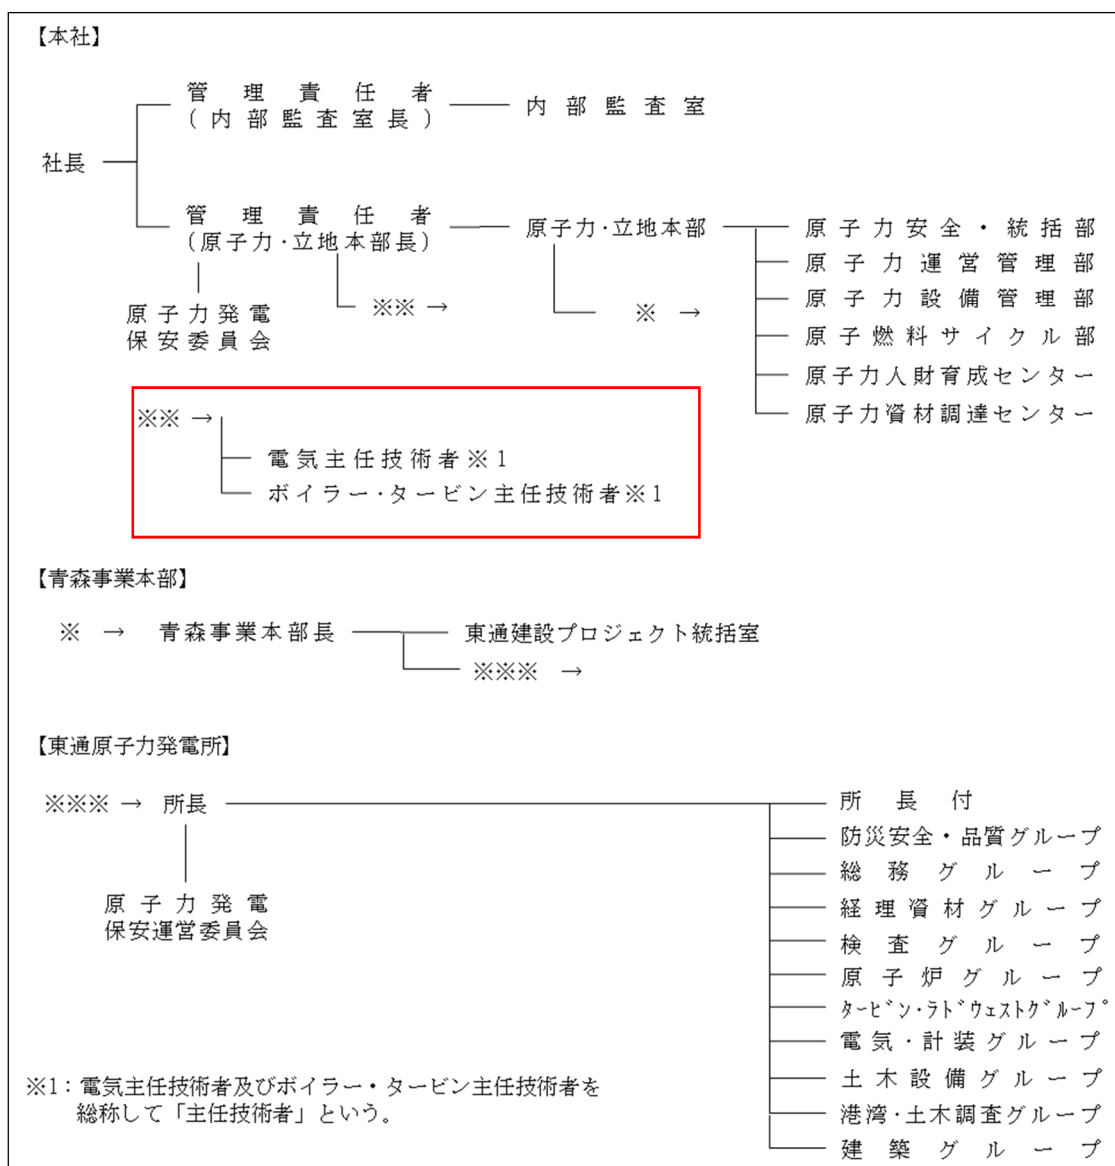 【本社】
管理責任者
(内部監査室長)
内部監査室
社長
管理責任者
(原子力・立地本部長)
原子力・立地本部
原子力安全・統括部
原子力運営管理部
原子力設備管理部
原子燃料サイクル部
原子力人財育成センター
原子力資材調達センター
※※ →
※ →
原子力発電
保安委員会
※※ →
電気主任技術者※1
ボイラー・タービン主任技術者※1
【青森事業本部】
※ → 青森事業本部長
東通建設プロジェクト統括室
※※※ →
【東通原子力発電所】
※※※ → 所長
原子力発電
保安運営委員会
所長付
防災安全・品質グループ
総務グループ
経理資材グループ
検査グループ
原子炉グループ
タービン・ラドウェストグループ
電気・計装グループ
土木設備グループ
港湾・土木調査グループ
建築グループ
※1:電気主任技術者及びボイラー・タービン主任技術者を
総称して「主任技術者」という。